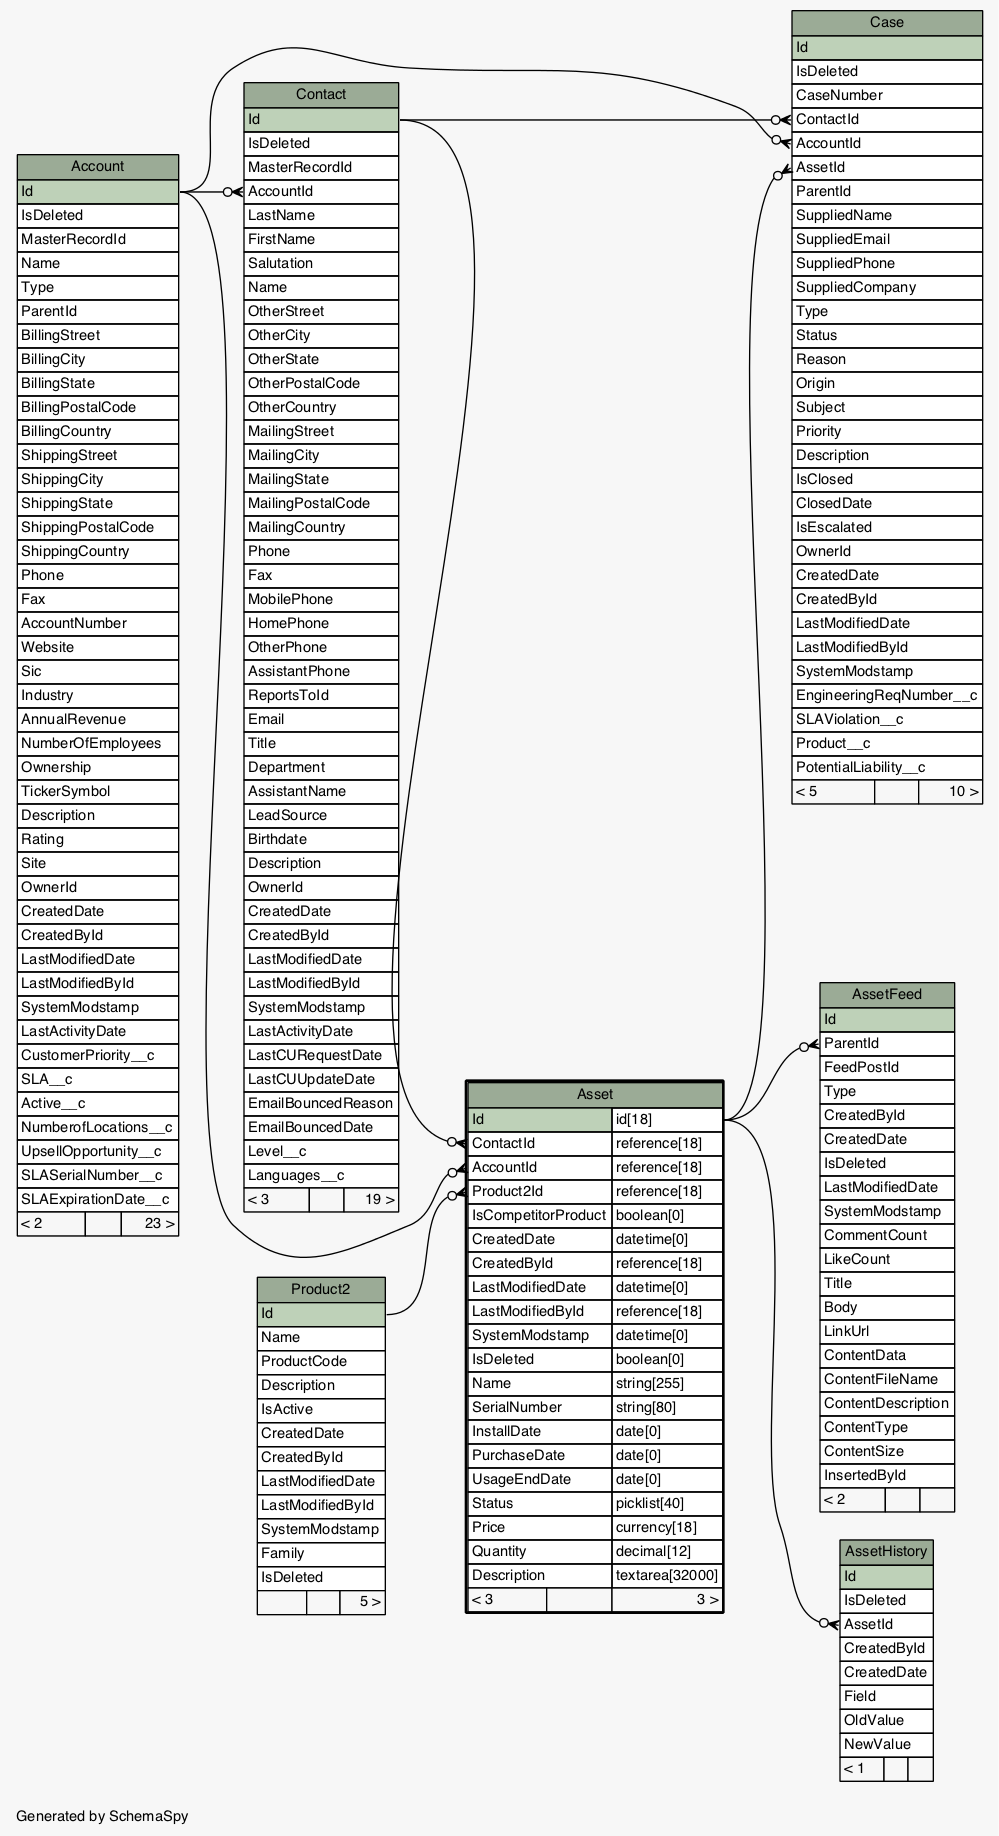 Case
Id
IsDeleted
CaseNumber
ContactId
AccountId
AssetId
ParentId
SuppliedName
SuppliedEmail
SuppliedPhone
SuppliedCompany
Type
Status
Reason
Origin
Subject
Priority
Description
IsClosed
ClosedDate
IsEscalated
OwnerId
CreatedDate
CreatedById
LastModifiedDate
LastModifiedById
SystemModstamp
EngineeringReqNumber__c
SLAViolation__c
Product__c
PotentialLiability__c
< 5 10 >
Contact
Id
IsDeleted
MasterRecordId
AccountId
LastName
FirstName
Salutation
Name
OtherStreet
OtherCity
OtherState
OtherPostalCode
OtherCountry
MailingStreet
MailingCity
MailingState
MailingPostalCode
MailingCountry
Phone
Fax
MobilePhone
HomePhone
OtherPhone
AssistantPhone
ReportsToId
Email
Title
Department
AssistantName
LeadSource
Birthdate
Description
OwnerId
CreatedDate
CreatedById
LastModifiedDate
LastModifiedById
SystemModstamp
LastActivityDate
LastCURequestDate
LastCUUpdateDate
EmailBouncedReason
EmailBouncedDate
Level__c
Languages__c
< 3 19 >
Account
Id
IsDeleted
MasterRecordId
Name
Type
ParentId
BillingStreet
BillingCity
BillingState
BillingPostalCode
BillingCountry
ShippingStreet
ShippingCity
ShippingState
ShippingPostalCode
ShippingCountry
Phone
Fax
AccountNumber
Website
Sic
Industry
AnnualRevenue
NumberOfEmployees
Ownership
TickerSymbol
Description
Rating
Site
OwnerId
CreatedDate
CreatedById
LastModifiedDate
LastModifiedById
SystemModstamp
LastActivityDate
CustomerPriority__c
SLA__c
Active__c
NumberofLocations__c
UpsellOpportunity__c
SLASerialNumber__c
SLAExpirationDate__c
< 2 23 >
AssetFeed
Id
ParentId
FeedPostId
Type
CreatedById
CreatedDate
IsDeleted
LastModifiedDate
SystemModstamp
CommentCount
LikeCount
Title
Body
LinkUrl
ContentData
ContentFileName
ContentDescription
ContentType
ContentSize
InsertedById
< 2
Asset
Id id[18]
ContactId reference[18]
AccountId reference[18]
Product2Id reference[18]
IsCompetitorProduct boolean[0]
CreatedDate datetime[0]
CreatedById reference[18]
LastModifiedDate datetime[0]
LastModifiedById reference[18]
SystemModstamp datetime[0]
IsDeleted boolean[0]
Name string[255]
SerialNumber string[80]
InstallDate date[0]
PurchaseDate date[0]
UsageEndDate date[0]
Status picklist[40]
Price currency[18]
Quantity decimal[12]
Description textarea[32000]
< 3 3 >
Product2
Id
Name
ProductCode
Description
IsActive
CreatedDate
CreatedById
LastModifiedDate
LastModifiedById
SystemModstamp
Family
IsDeleted
5 >
AssetHistory
Id
IsDeleted
AssetId
CreatedById
CreatedDate
Field
OldValue
NewValue
< 1
Generated by SchemaSpy